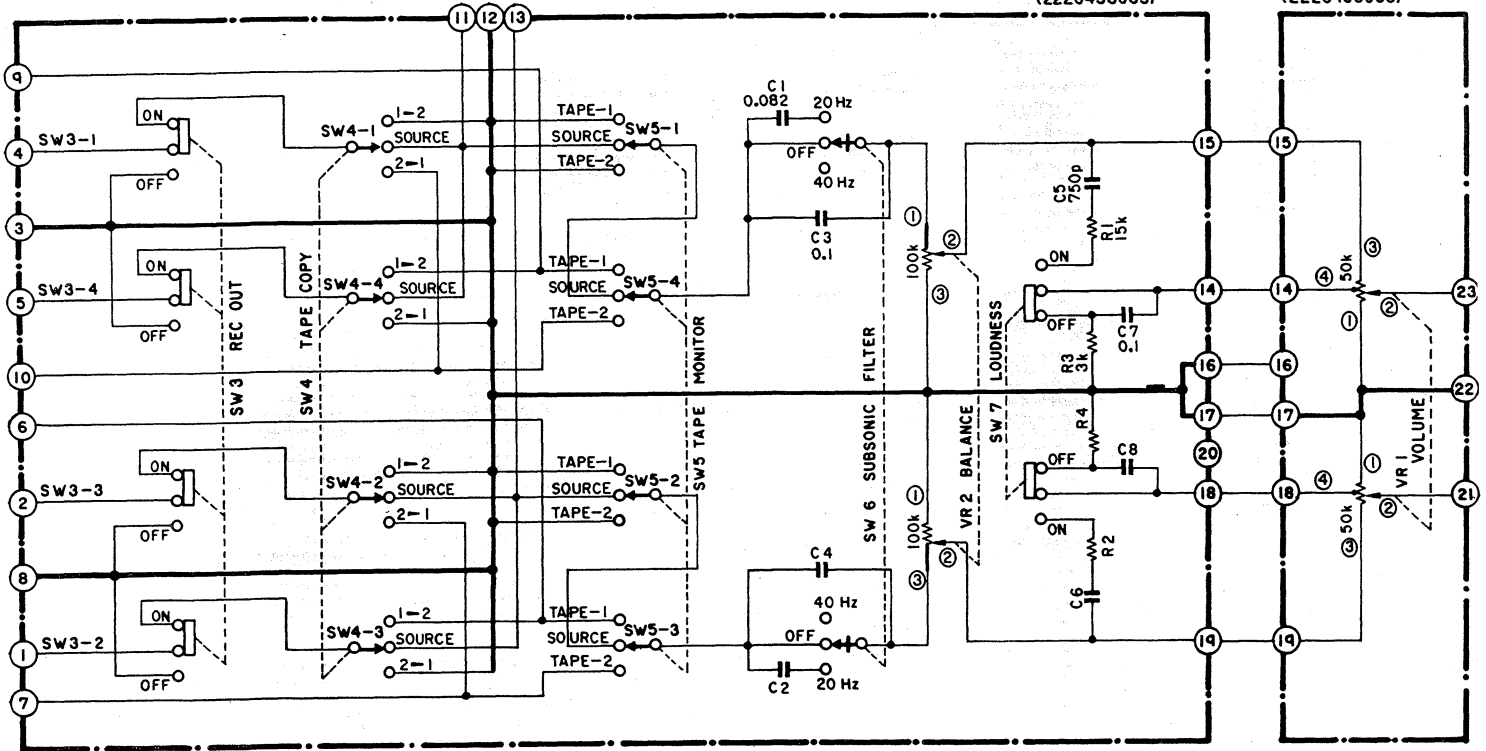 11 12 13
9
4 SW3-1 ON
OFF
3
5 SW3-4 ON
OFF
10
6
2 SW3-3 ON
OFF
8
1 SW3-2 ON
OFF
7
SW3 REC OUT
SW4 TAPE COPY
SW4-1
1-2
SOURCE
2-1
SW4-4
1-2
SOURCE
2-1
SW4-2
1-2
SOURCE
2-1
SW4-3
1-2
SOURCE
2-1
TAPE-1
SOURCE
TAPE-2
SW5-1
TAPE-1
SOURCE
TAPE-2
SW5-4
TAPE-1
SOURCE
TAPE-2
SW5-2
TAPE-1
SOURCE
TAPE-2
SW5-3
SW5 TAPE MONITOR
C1
0.082
20 Hz
OFF
40 Hz
C3
0.1
C4
40 Hz
OFF
20 Hz
C2
SW 6 SUBSONIC FILTER
①
100k
②
③
①
100k
②
③
VR2 BALANCE
SW7 LOUDNESS
C5
750p
R1
15k
ON
OFF
C7
0.1
R3
3k
R4
C8
OFF
ON
R2
C6
15
14
16
17
20
18
19
15
14
16
17
18
19
③
④
50k
②
①
①
④
②
50k
③
VR1
VOLUME
23
22
21